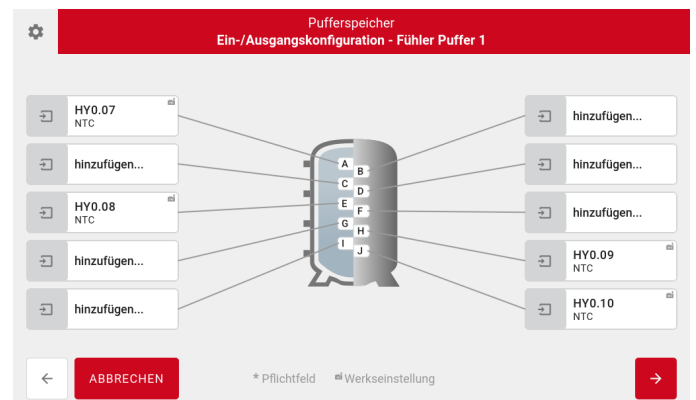 Pufferspeicher
Ein-/Ausgangskonfiguration - Fühler Puffer 1
HY0.07
NTC
hinzufügen...
hinzufügen...
hinzufügen...
HY0.08
NTC
hinzufügen...
hinzufügen...
HY0.09
NTC
hinzufügen...
HY0.10
NTC
A
B
C
D
E
F
G
H
I
J
ABBRECHEN
* Pflichtfeld
Werkseinstellung